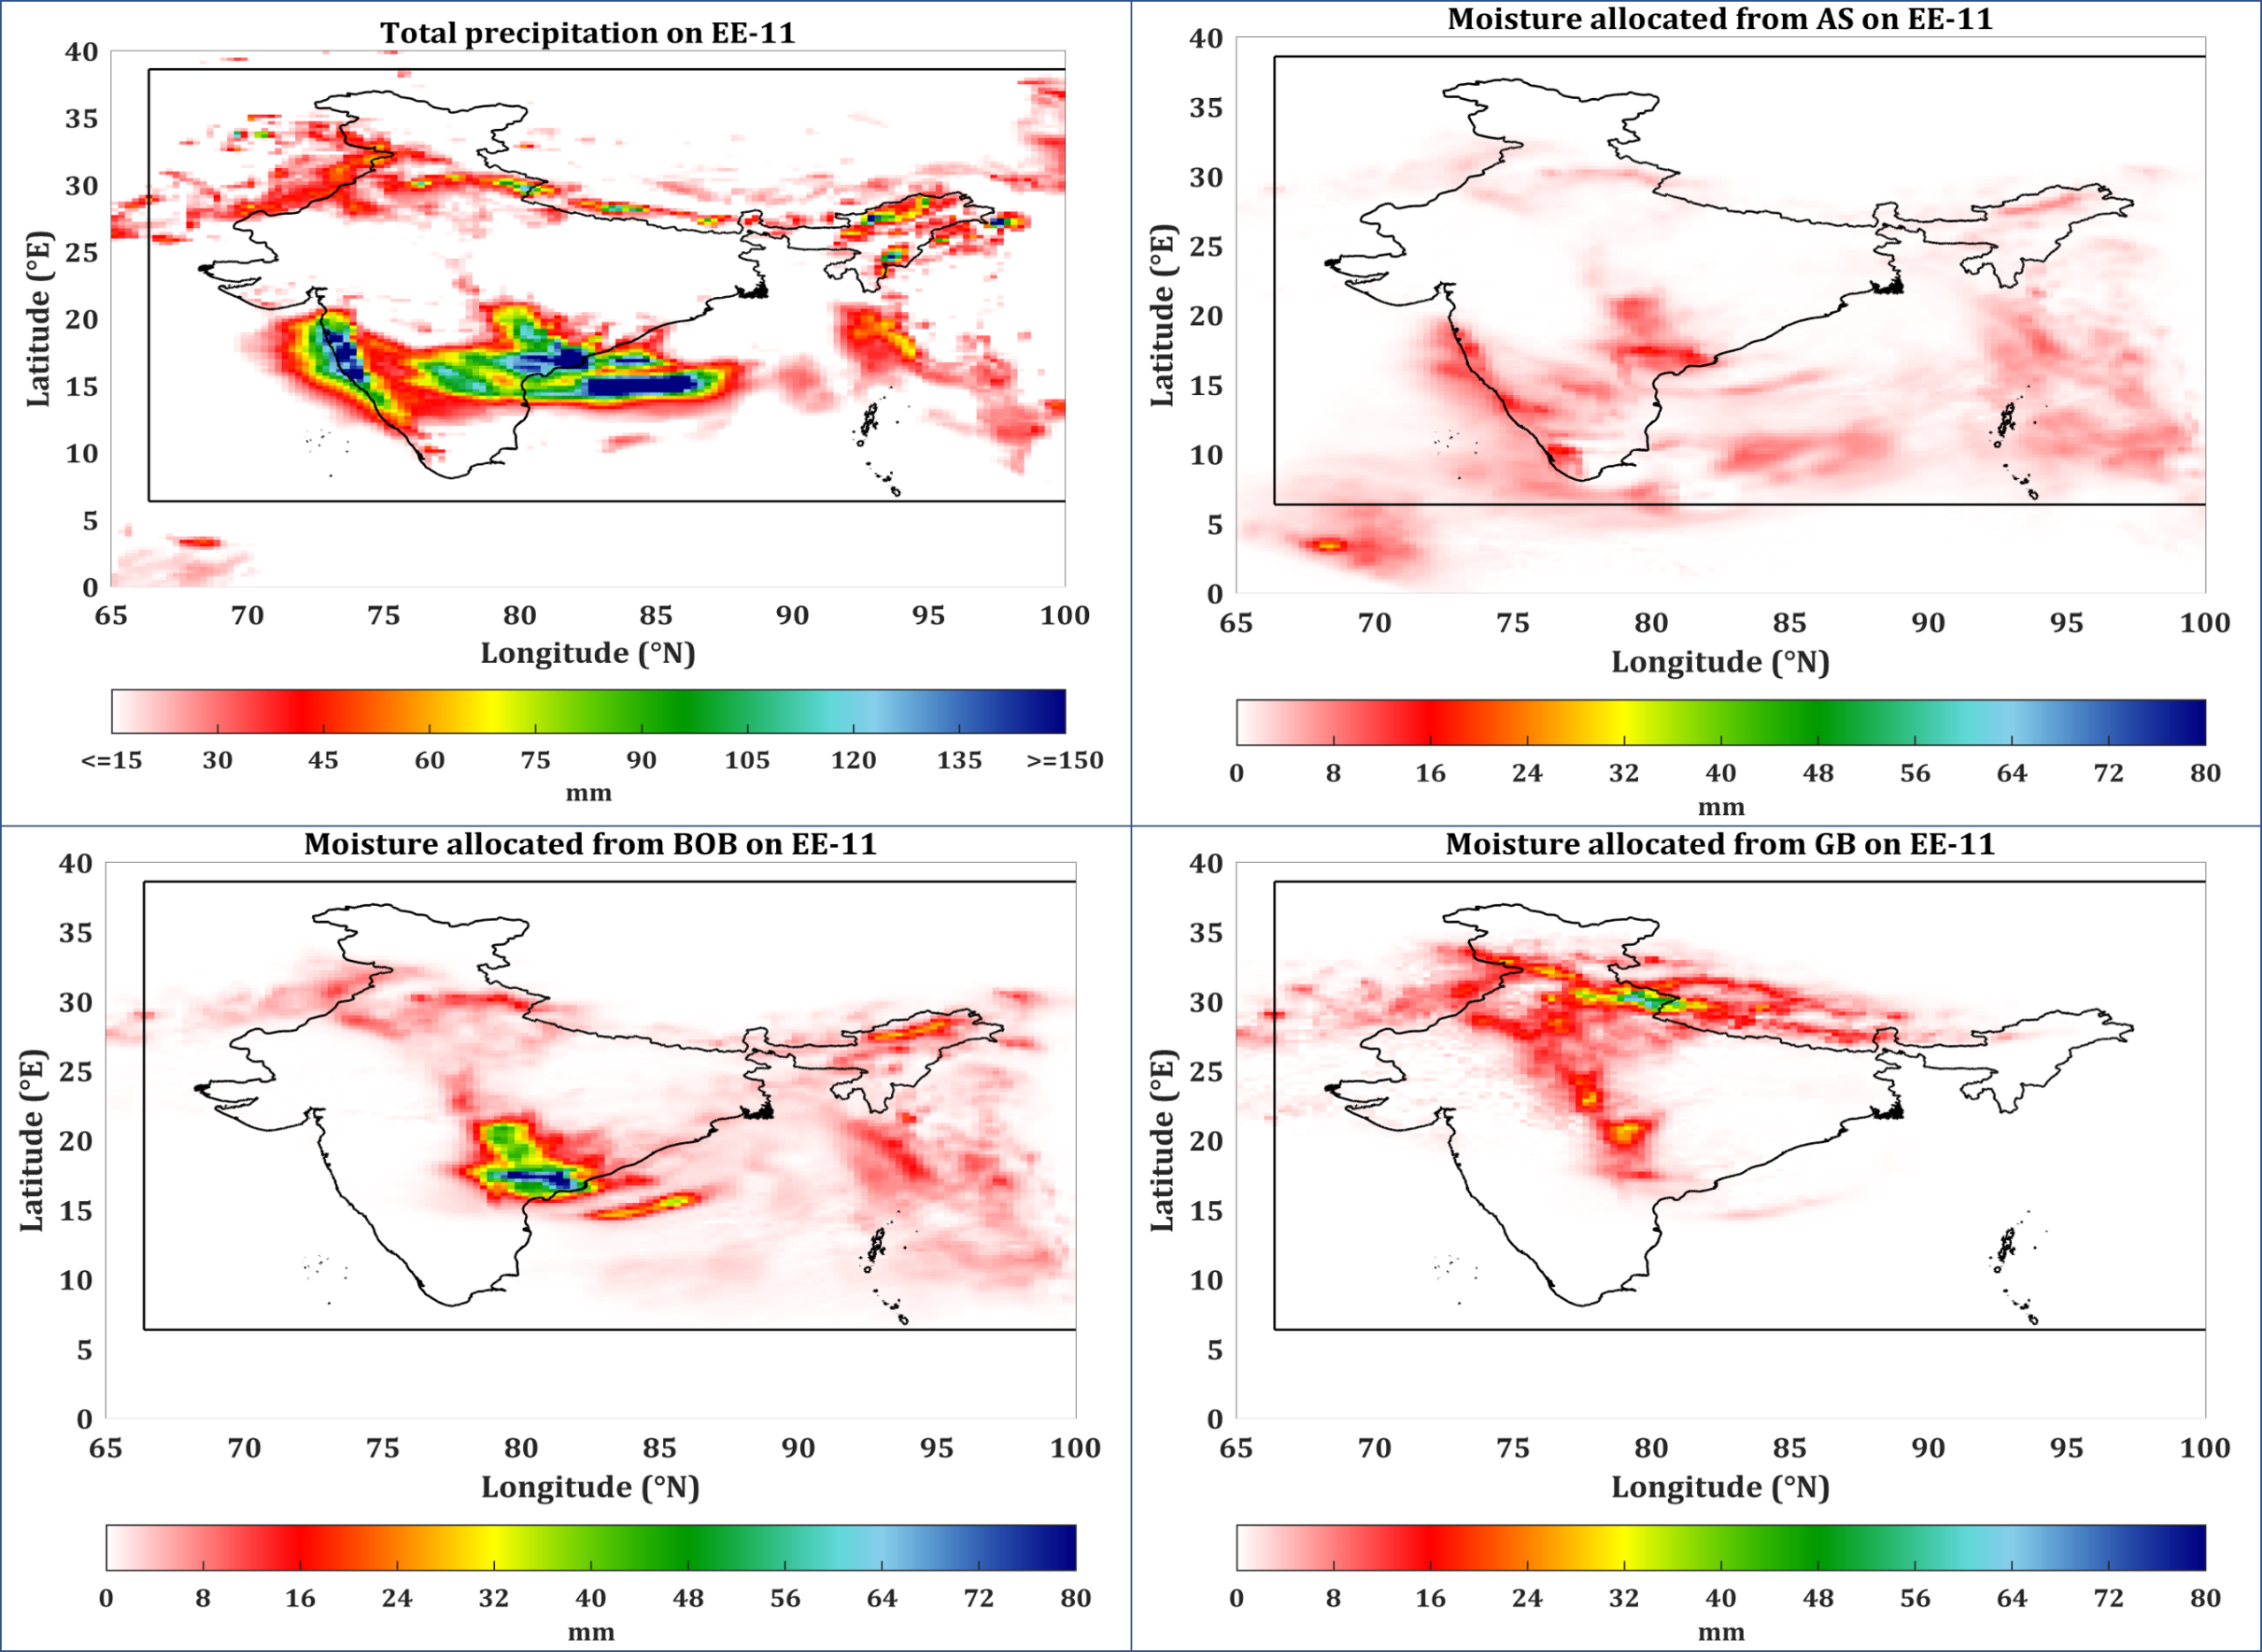 Total precipitation on EE-11
40
35
30
25
20
15
10
5
0
Latitude (°E)
65 70 75 80 85 90 95 100
Longitude (°N)
<=15 30 45 60 75 90 105 120 135 >=150
mm
Moisture allocated from AS on EE-11
40
35
30
25
20
15
10
5
0
Latitude (°E)
65 70 75 80 85 90 95 100
Longitude (°N)
0 8 16 24 32 40 48 56 64 72 80
mm
Moisture allocated from BOB on EE-11
40
35
30
25
20
15
10
5
0
Latitude (°E)
65 70 75 80 85 90 95 100
Longitude (°N)
0 8 16 24 32 40 48 56 64 72 80
mm
Moisture allocated from GB on EE-11
40
35
30
25
20
15
10
5
0
Latitude (°E)
65 70 75 80 85 90 95 100
Longitude (°N)
0 8 16 24 32 40 48 56 64 72 80
mm